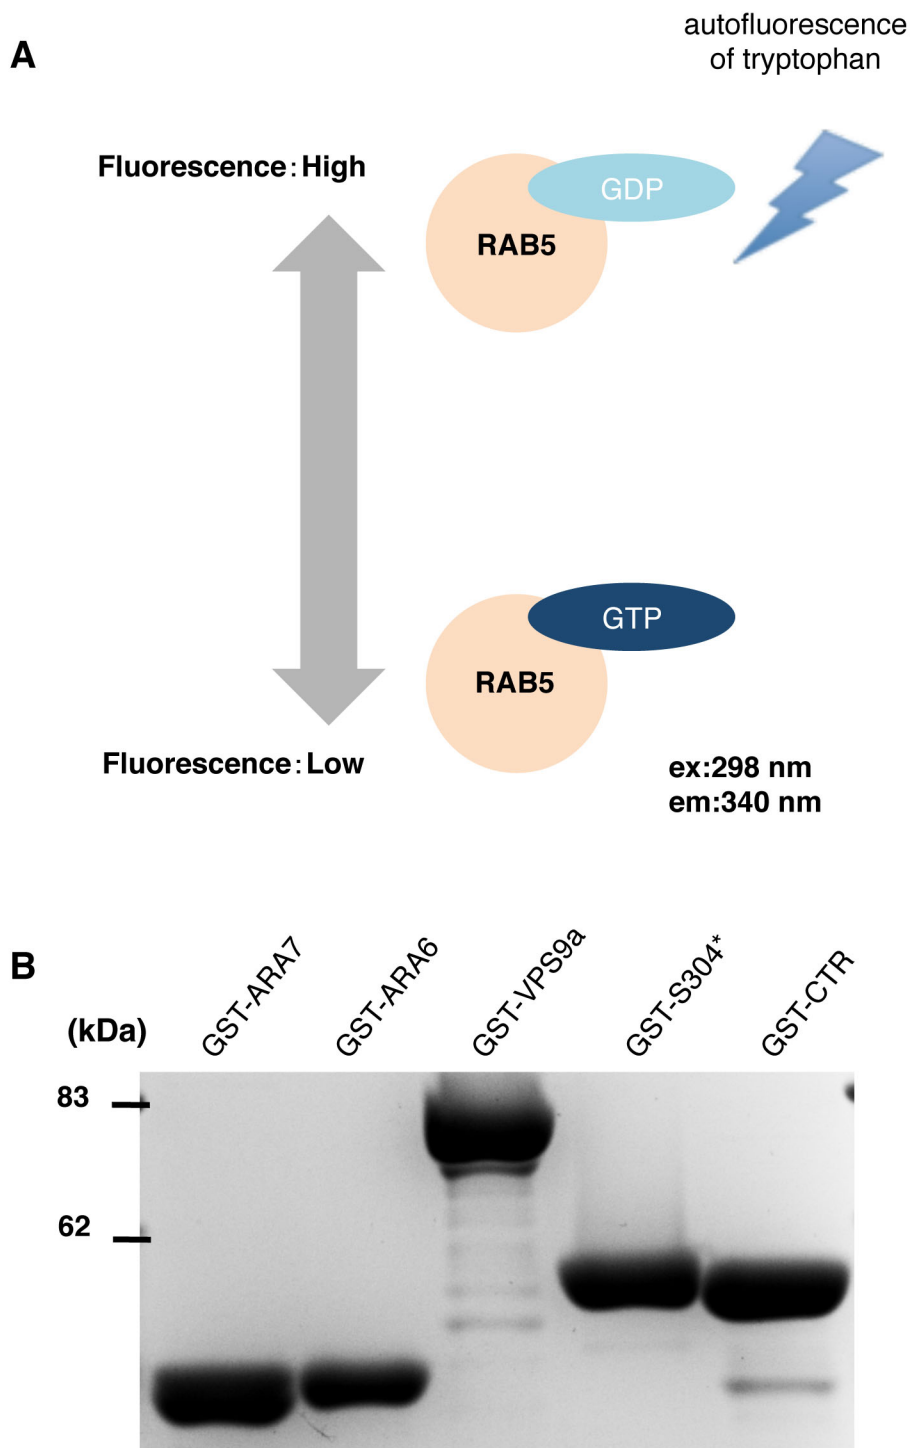 A
autofluorescence
of tryptophan
Fluorescence:High
GDP
RAB5
GTP
RAB5
Fluorescence:Low
ex:298 nm
em:340 nm
B
(kDa)
GST-ARA7
GST-ARA6
GST-VPS9a
GST-S304*
GST-CTR
83
62